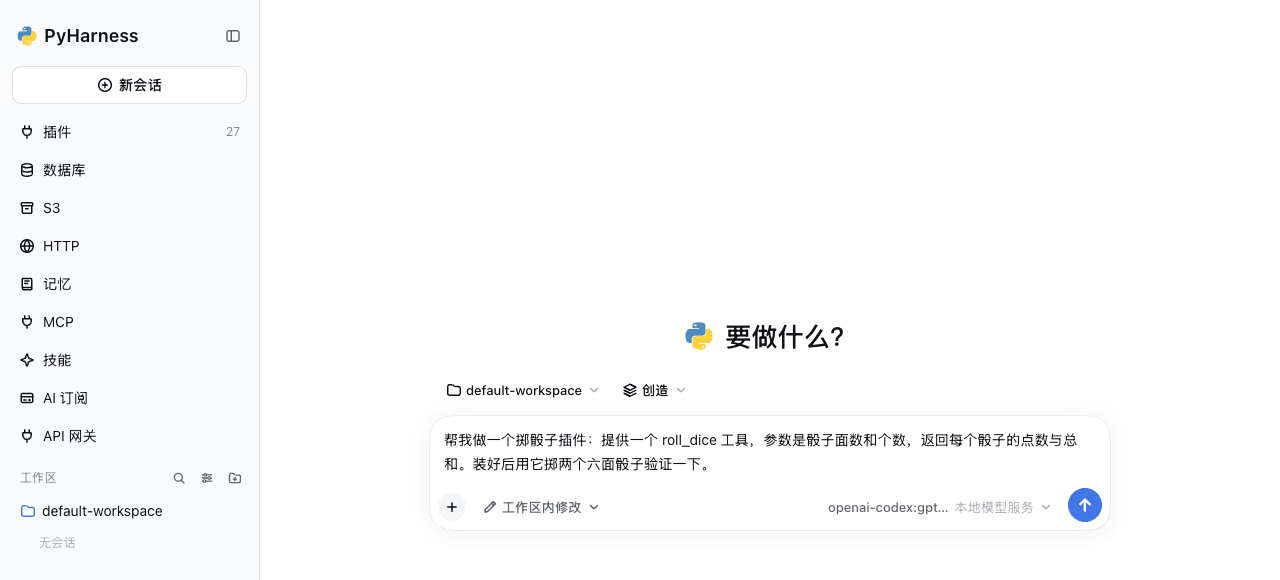 PyHarness
新会话
插件 27
数据库
S3
HTTP
记忆
MCP
技能
AI 订阅
API 网关
工作区
default-workspace
无会话
要做什么?
default-workspace 创造
帮我做一个掷骰子插件：提供一个 roll_dice 工具，参数是骰子面数和个数，返回每个骰子的点数与总
和。装好后用它掷两个六面骰子验证一下。
工作区内修改 openai-codex:gpt... 本地模型服务